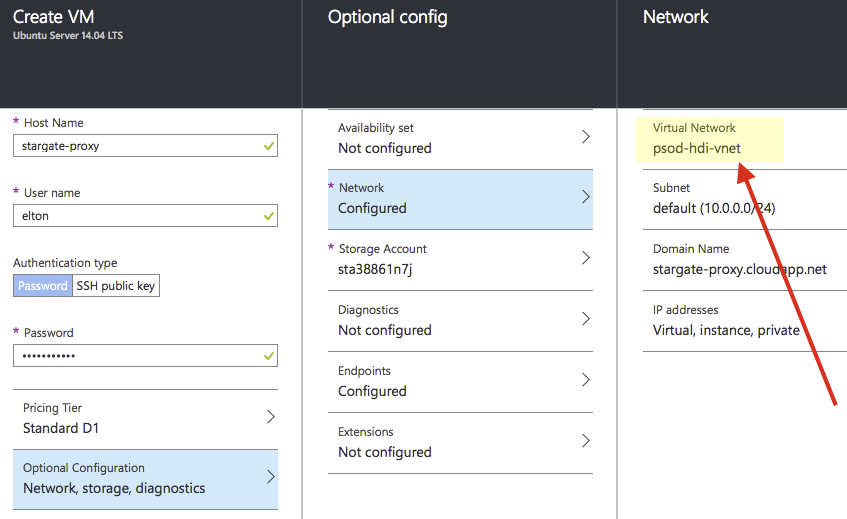 Create VM
Ubuntu Server 14.04 LTS
* Host Name
stargate-proxy
* User name
elton
Authentication type
Password SSH public key
* Password
•••••••••••
Pricing Tier
Standard D1
Optional Configuration
Network, storage, diagnostics
Optional config
Availability set
Not configured
* Network
Configured
* Storage Account
sta38861n7j
Diagnostics
Not configured
Endpoints
Configured
Extensions
Not configured
Network
Virtual Network
psod-hdi-vnet
Subnet
default (10.0.0.0/24)
Domain Name
stargate-proxy.cloudapp.net
IP addresses
Virtual, instance, private